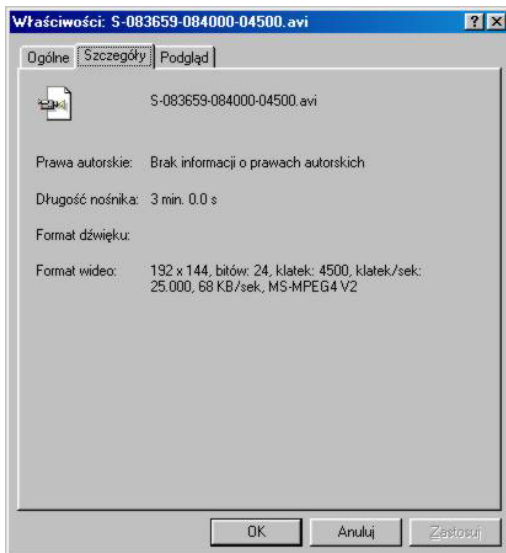 Właściwości: S-083659-084000-04500.avi
Ogólne Szczegóły Podgląd
S-083659-084000-04500.avi
Prawa autorskie: Brak informacji o prawach autorskich
Długość nośnika: 3 min. 0.0 s
Format dźwięku:
Format wideo: 192 x 144, bitów: 24, klatek: 4500, klatek/sek:
25.000, 68 KB/sek, MS-MPEG4 V2
OK Anuluj Zastosuj